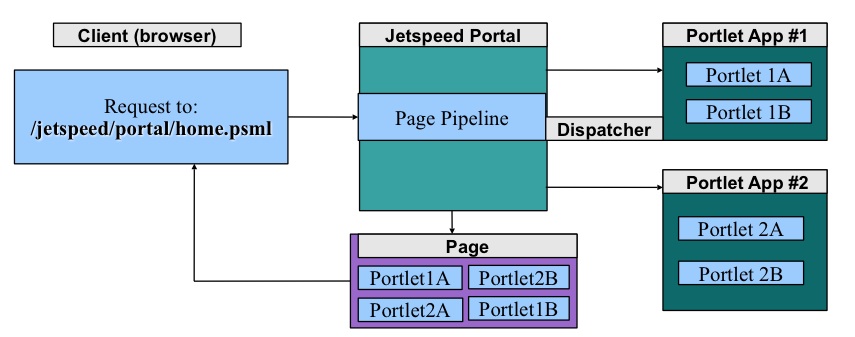 Client (browser)
Request to:
/jetspeed/portal/home.psml
Jetspeed Portal
Page Pipeline
Dispatcher
Portlet App #1
Portlet 1A
Portlet 1B
Portlet App #2
Portlet 2A
Portlet 2B
Page
Portlet1A Portlet2B
Portlet2A Portlet1B